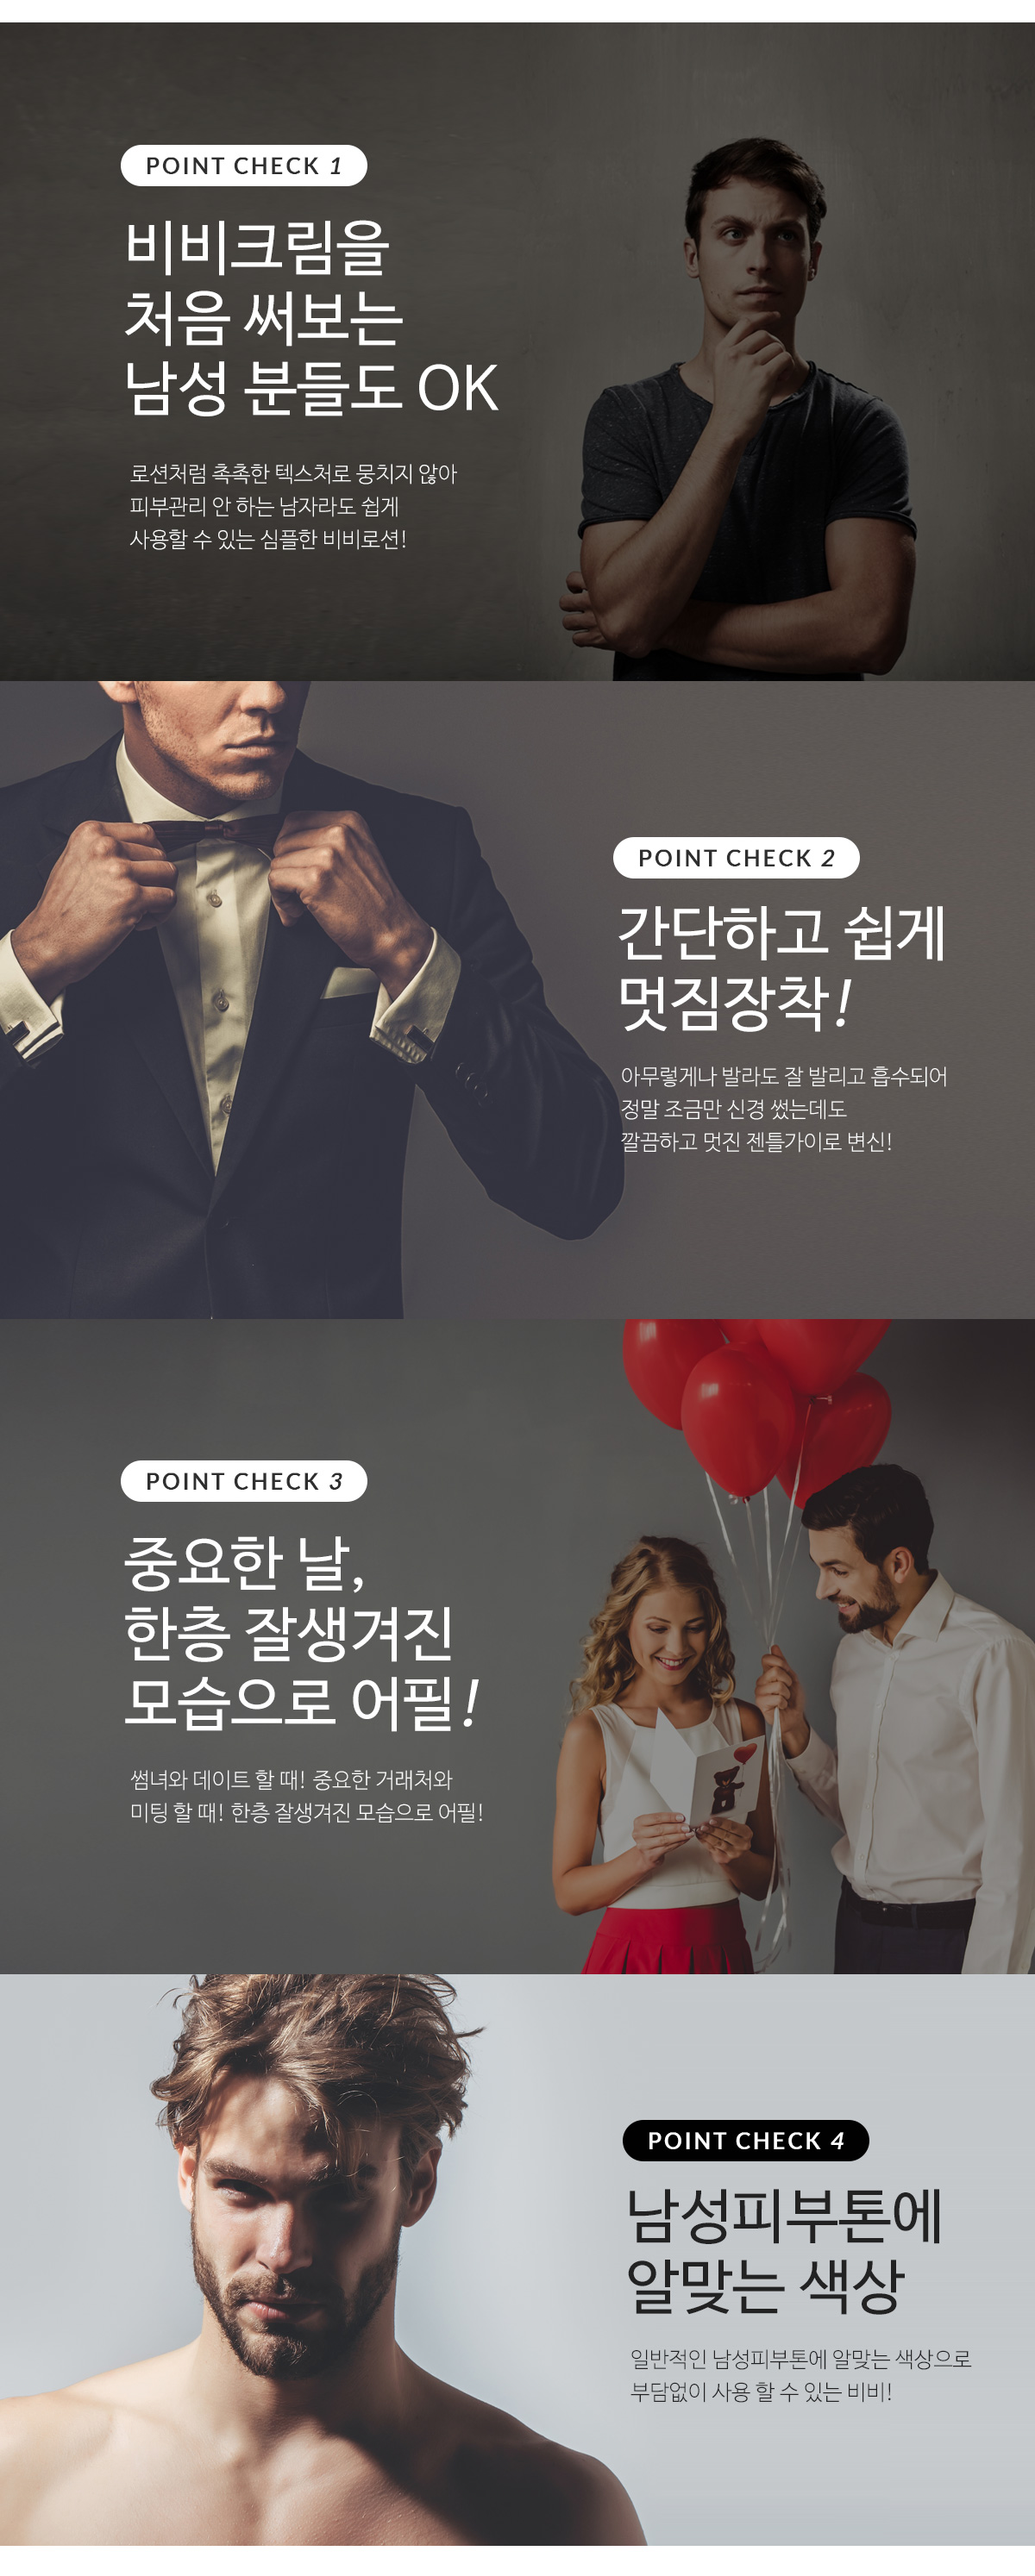 POINT CHECK 1
비비크림을
처음 써보는
남성 분들도 OK
로션처럼 촉촉한 텍스처로 뭉치지 않아
피부관리 안 하는 남자라도 쉽게
사용할 수 있는 심플한 비비로션!
POINT CHECK 2
간단하고 쉽게
멋짐장착!
아무렇게나 발라도 잘 발리고 흡수되어
정말 조금만 신경 썼는데도
깔끔하고 멋진 젠틀가이로 변신!
POINT CHECK 3
중요한 날,
한층 잘생겨진
모습으로 어필!
썸녀와 데이트 할 때! 중요한 거래처와
미팅 할 때! 한층 잘생겨진 모습으로 어필!
POINT CHECK 4
남성피부톤에
알맞는 색상
일반적인 남성피부톤에 알맞는 색상으로
부담없이 사용 할 수 있는 비비!